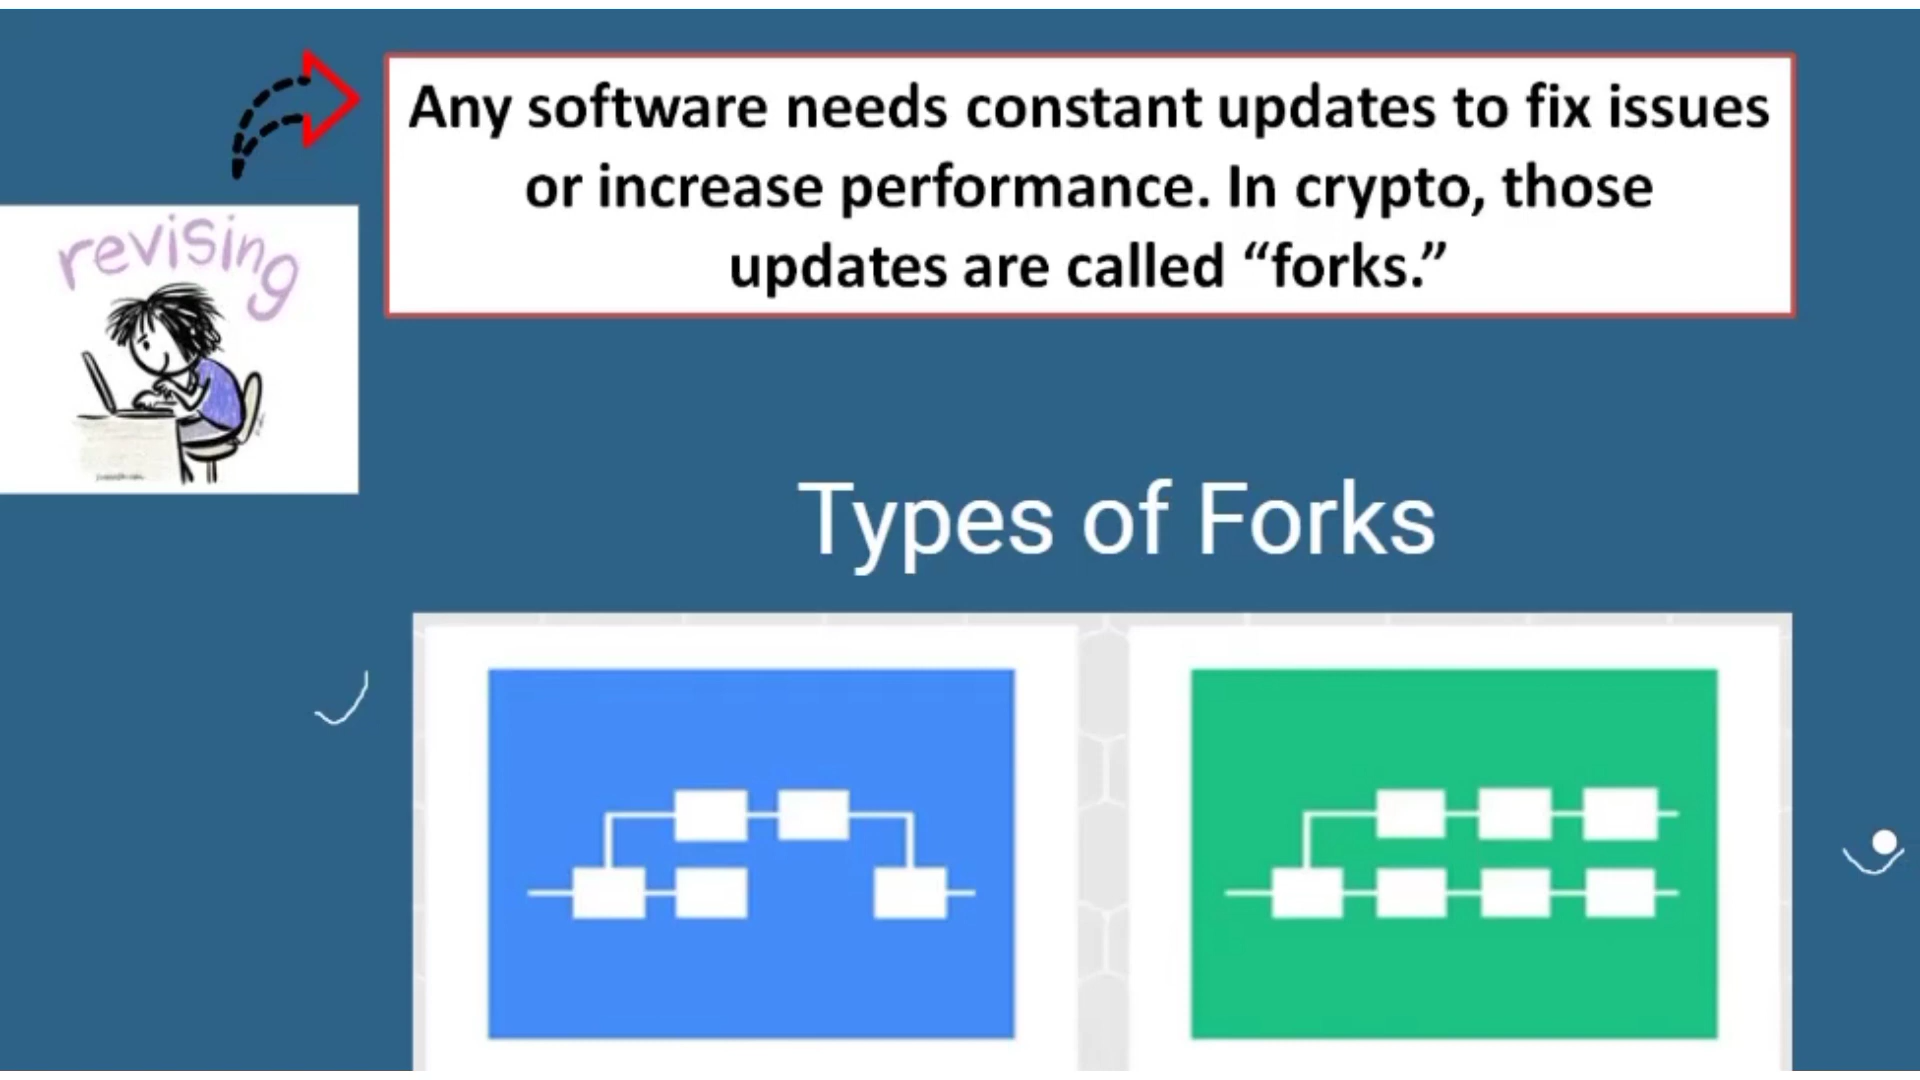 Any software needs constant updates to fix issues
or increase performance. In crypto, those
updates are called “forks.”
revising
Types of Forks